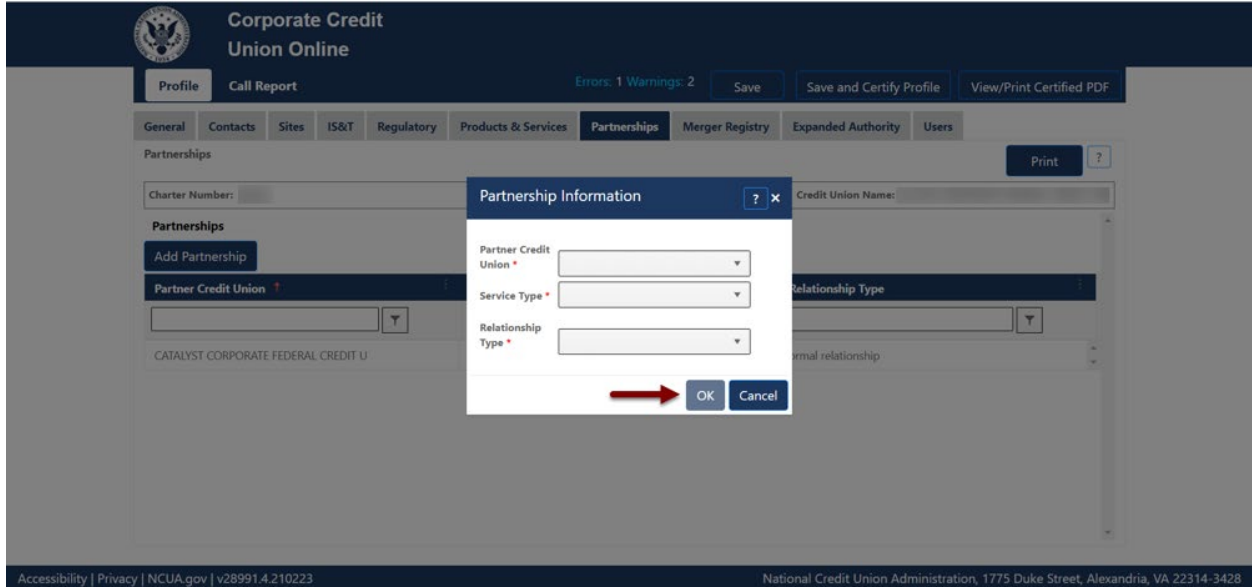 Corporate Credit
Union Online
Profile Call Report Errors: 1 Warnings: 2 Save Save and Certify Profile View/Print Certified PDF
General Contacts Sites IS&T Regulatory Products & Services Partnerships Merger Registry Expanded Authority Users
Partnerships Print ?
Charter Number: Credit Union Name:
Partnerships
Add Partnership
Partner Credit Union Relationship Type
CATALYST CORPORATE FEDERAL CREDIT U
Partnership Information ? ×
Partner Credit
Union *
Service Type *
Relationship
Type *
OK Cancel
relationship
Accessibility | Privacy | NCUA.gov | v28991.4.210223 National Credit Union Administration, 1775 Duke Street, Alexandria, VA 22314-3428